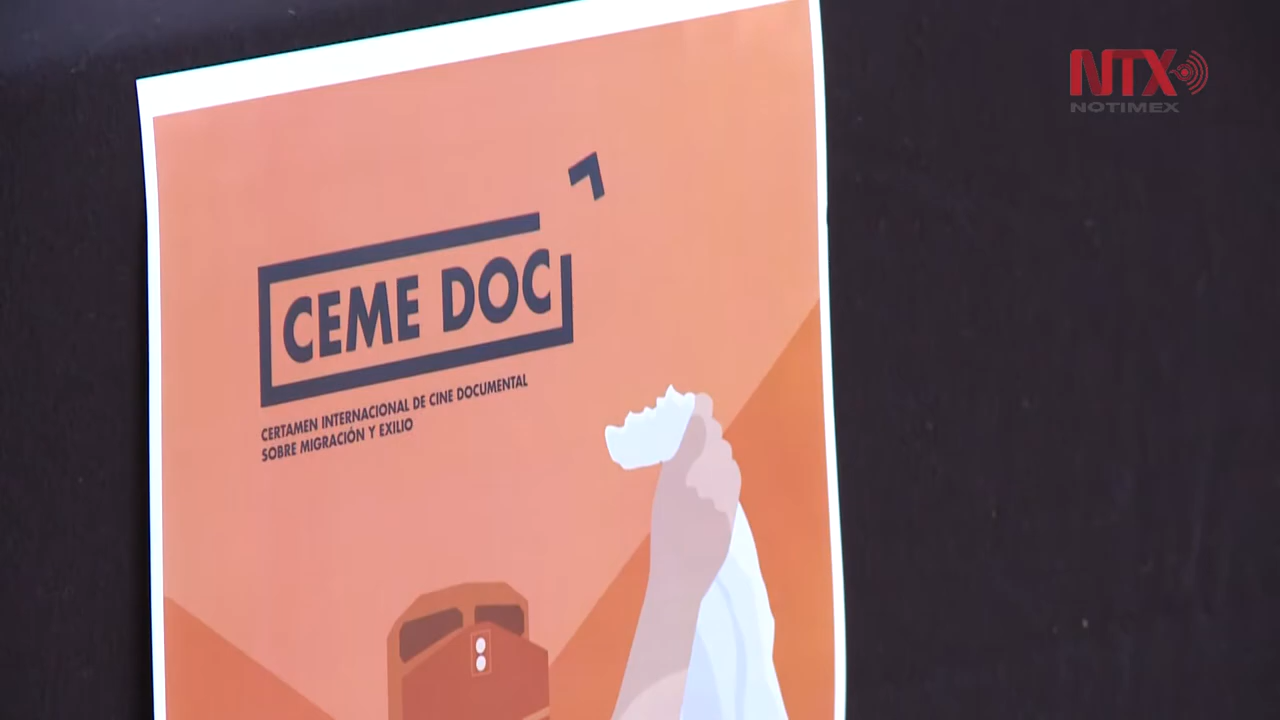 NTX
NOTIMEX
CEME DOC
CERTAMEN INTERNACIONAL DE CINE DOCUMENTAL
SOBRE MIGRACIÓN Y EXILIO